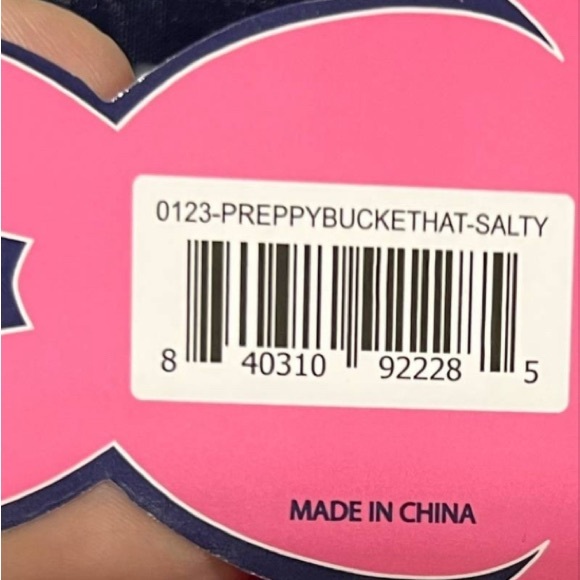 0123-PREPPYBUCKETHAT-SALTY
8 40310 92228 5
MADE IN CHINA